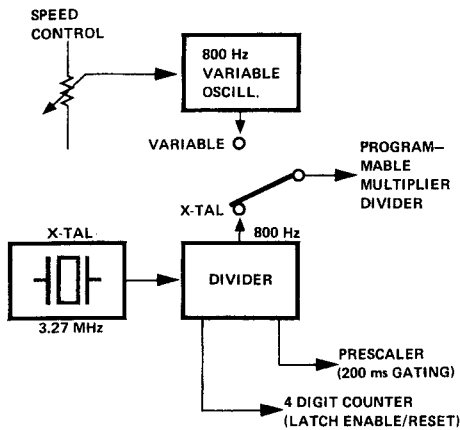 SPEED
CONTROL
800 Hz
VARIABLE
OSCILL.
VARIABLE
PROGRAM–
MABLE
MULTIPLIER
DIVIDER
X-TAL
800 Hz
X-TAL
DIVIDER
3.27 MHz
PRESCALER
(200 ms GATING)
4 DIGIT COUNTER
(LATCH ENABLE/RESET)